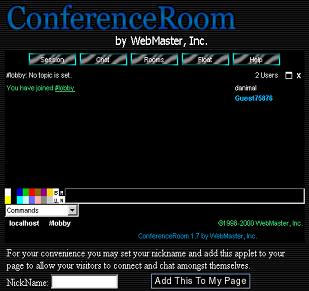 ConferenceRoom
by WebMaster, Inc.
Session Chat Rooms Float Help
#lobby: No topic is set. 2 Users X
You have joined #lobby danimal
Guest75876
B N
U N
Commands
localhost #lobby ©1998-2000 WebMaster, Inc.
ConferenceRoom 1.7 by WebMaster, Inc.
For your convenience you may set your nickname and add this applet to your
page to allow your visitors to connect and chat amongst themselves.
NickName: Add This To My Page